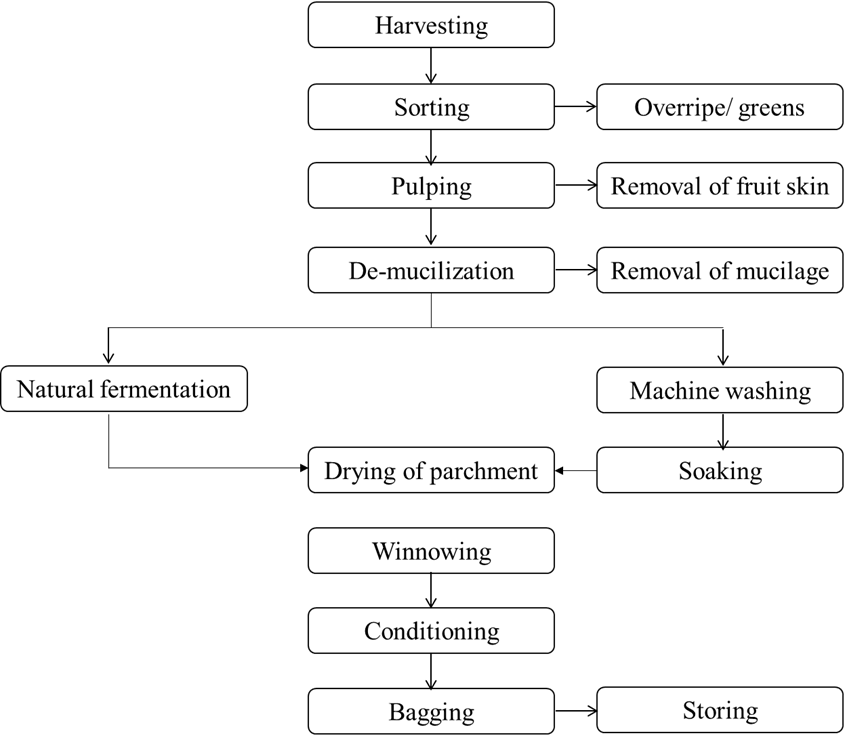 Harvesting
Sorting
Overripe/ greens
Pulping
Removal of fruit skin
De-mucilization
Removal of mucilage
Natural fermentation
Machine washing
Drying of parchment
Soaking
Winnowing
Conditioning
Bagging
Storing